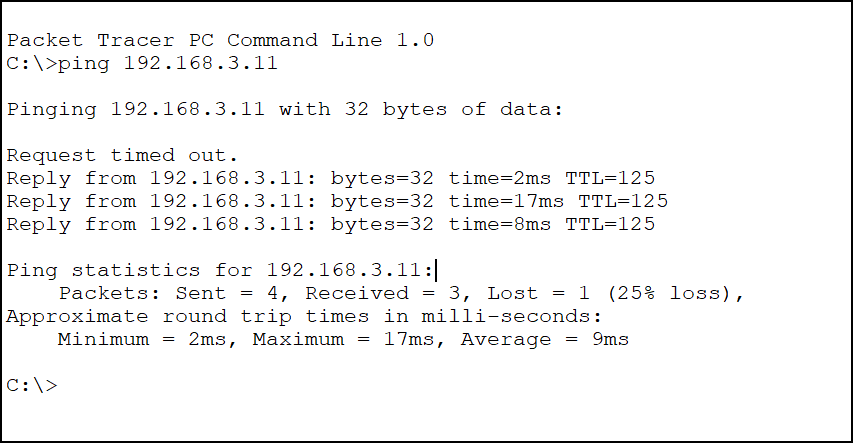 Packet Tracer PC Command Line 1.0
C:\>ping 192.168.3.11
Pinging 192.168.3.11 with 32 bytes of data:
Request timed out.
Reply from 192.168.3.11: bytes=32 time=2ms TTL=125
Reply from 192.168.3.11: bytes=32 time=17ms TTL=125
Reply from 192.168.3.11: bytes=32 time=8ms TTL=125
Ping statistics for 192.168.3.11:
Packets: Sent = 4, Received = 3, Lost = 1 (25% loss),
Approximate round trip times in milli-seconds:
Minimum = 2ms, Maximum = 17ms, Average = 9ms
C:\>